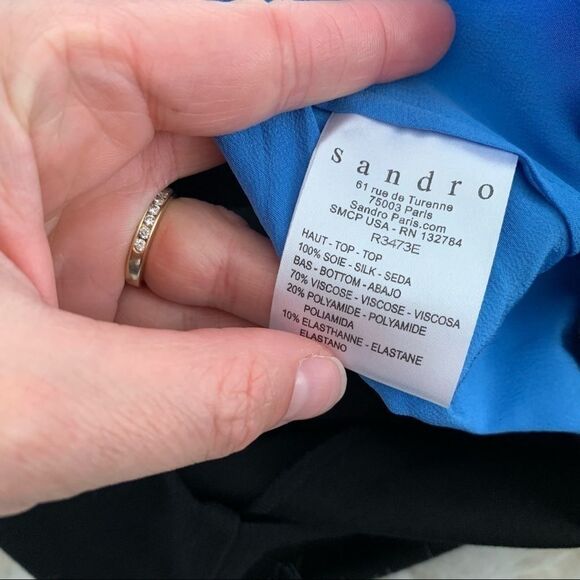 sandro
61 rue de Turenne
75003 Paris
Sandro Paris.com
SMCP USA - RN 132784
R3473E
HAUT - TOP - TOP
100% SOIE - SILK - SEDA
BAS - BOTTOM - ABAJO
70% VISCOSE - VISCOSE - VISCOSA
20% POLYAMIDE - POLYAMIDE
POLIAMIDA
10% ELASTHANNE - ELASTANE
ELASTANO